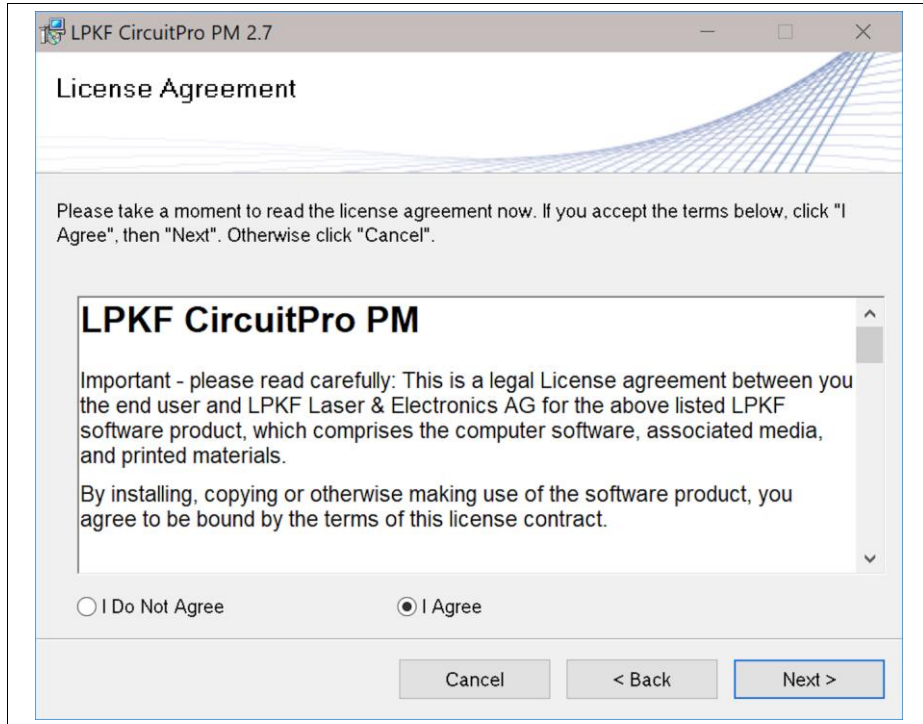 LPKF CircuitPro PM 2.7
License Agreement
Please take a moment to read the license agreement now. If you accept the terms below, click "I
Agree", then "Next". Otherwise click "Cancel".
LPKF CircuitPro PM
Important - please read carefully: This is a legal License agreement between you
the end user and LPKF Laser & Electronics AG for the above listed LPKF
software product, which comprises the computer software, associated media,
and printed materials.
By installing, copying or otherwise making use of the software product, you
agree to be bound by the terms of this license contract.
I Do Not Agree
I Agree
Cancel
< Back
Next >